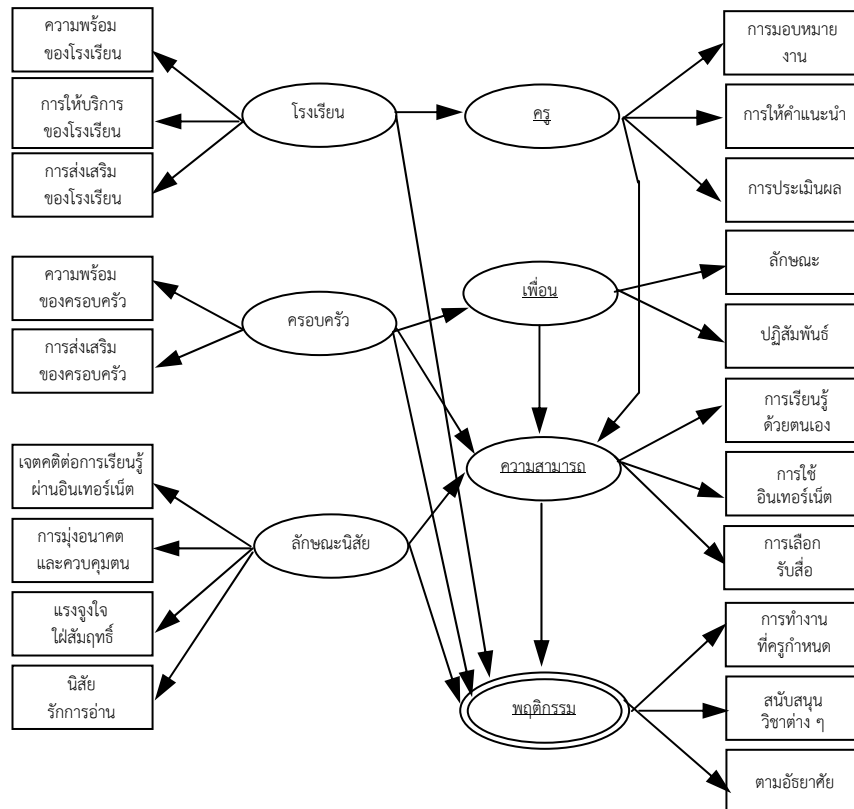 ความพร้อม
ของโรงเรียน
การให้บริการ
ของโรงเรียน
การส่งเสริม
ของโรงเรียน
ความพร้อม
ของครอบครัว
การส่งเสริม
ของครอบครัว
เจตคติต่อการเรียนรู้
ผ่านอินเทอร์เน็ต
การมุ่งอนาคต
และควบคุมตน
แรงจูงใจ
ใฝ่สัมฤทธิ์
นิสัย
รักการอ่าน
โรงเรียน
ครอบครัว
ลักษณะนิสัย
ครู
เพื่อน
ความสามารถ
พฤติกรรม
การมอบหมาย
งาน
การให้คำแนะนำ
การประเมินผล
ลักษณะ
ปฏิสัมพันธ์
การเรียนรู้
ด้วยตนเอง
การใช้
อินเทอร์เน็ต
การเลือก
รับสื่อ
การทำงาน
ที่ครูกำหนด
สนับสนุน
วิชาต่าง ๆ
ตามอัธยาศัย